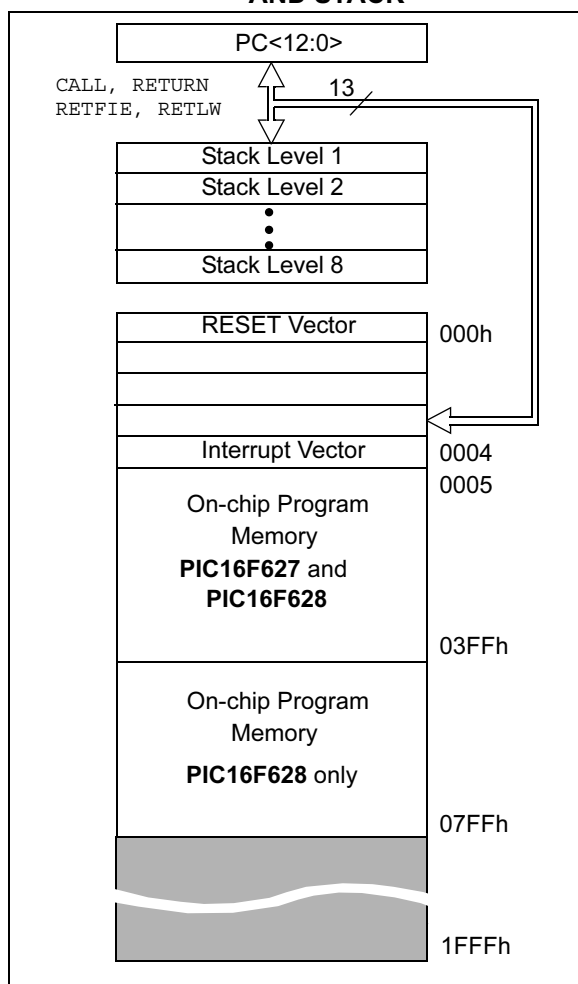 AND STACK
PC<12:0>
CALL, RETURN
RETFIE, RETLW
13
Stack Level 1
Stack Level 2
Stack Level 8
RESET Vector
000h
Interrupt Vector
0004
0005
On-chip Program
Memory
PIC16F627 and
PIC16F628
03FFh
On-chip Program
Memory
PIC16F628 only
07FFh
1FFFh